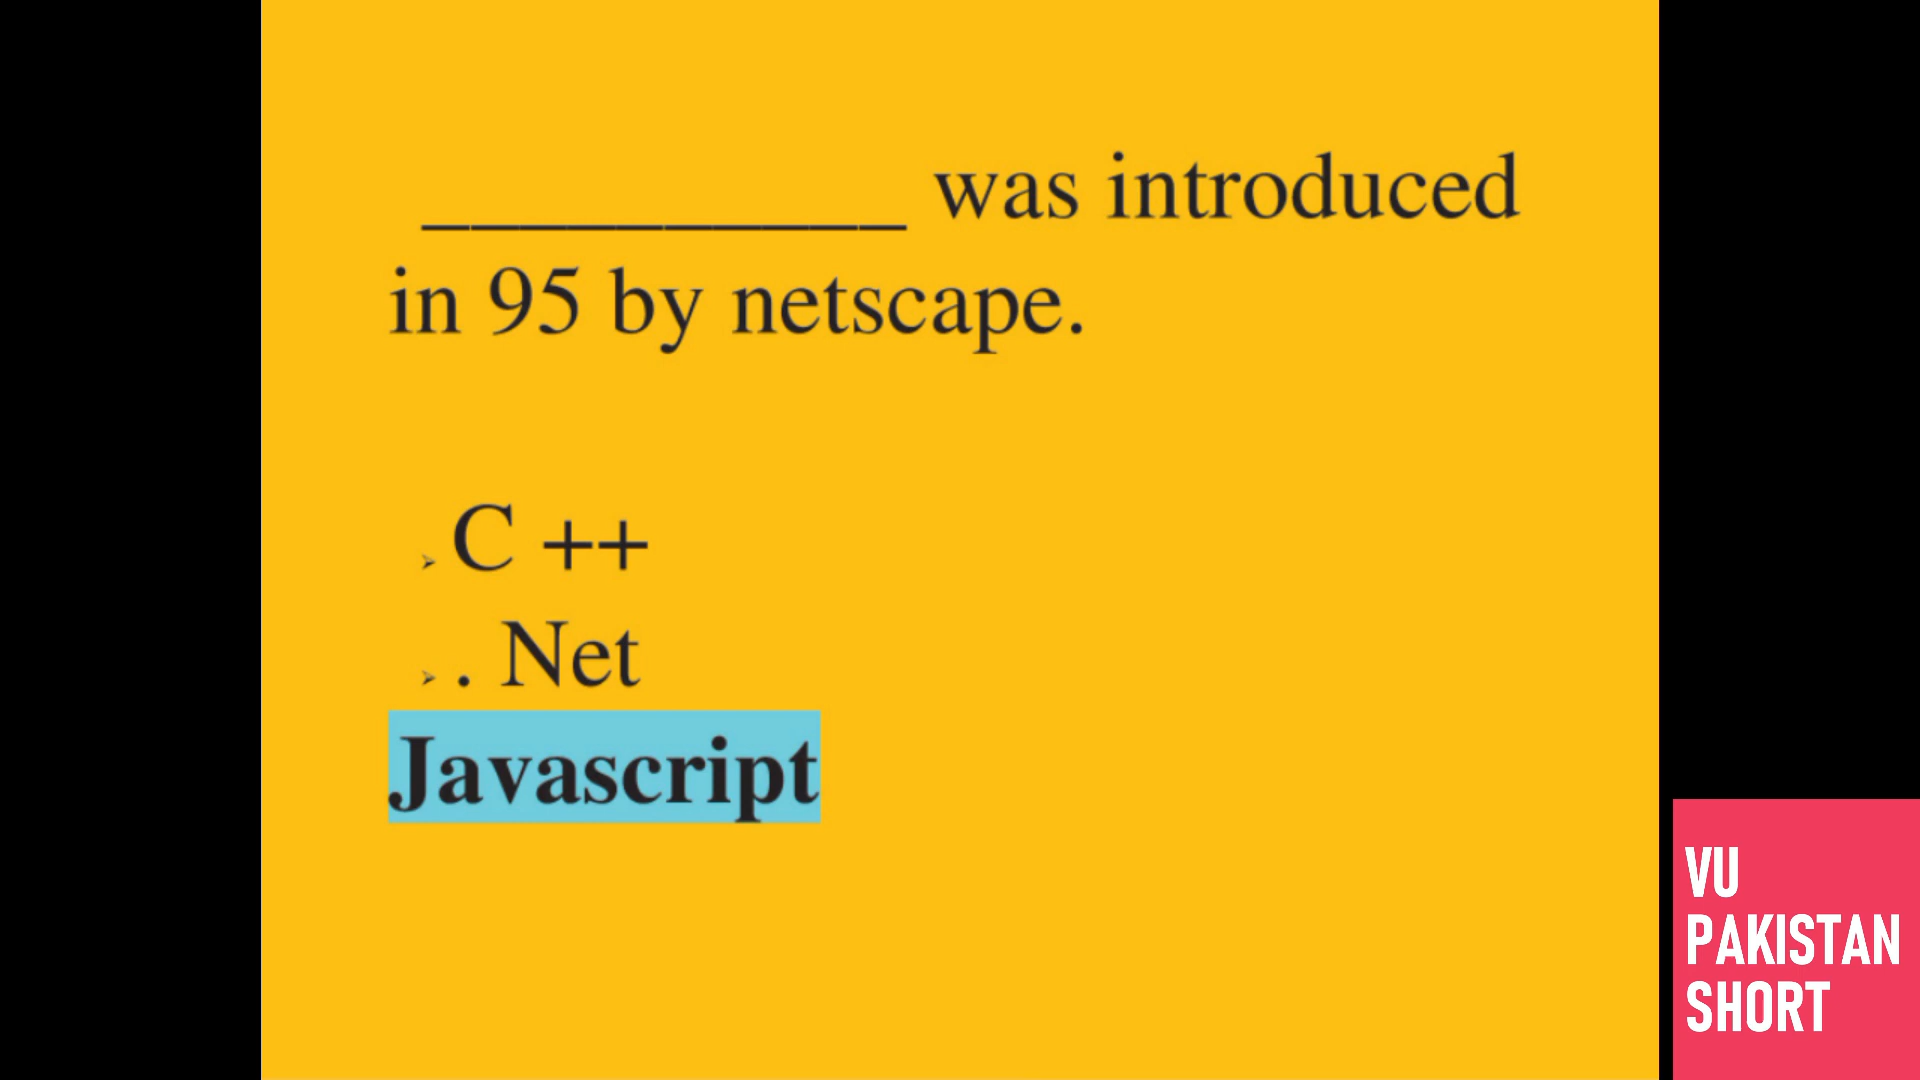 __________ was introduced
in 95 by netscape.
➢ C ++
➢ . Net
Javascript
VU
PAKISTAN
SHORT